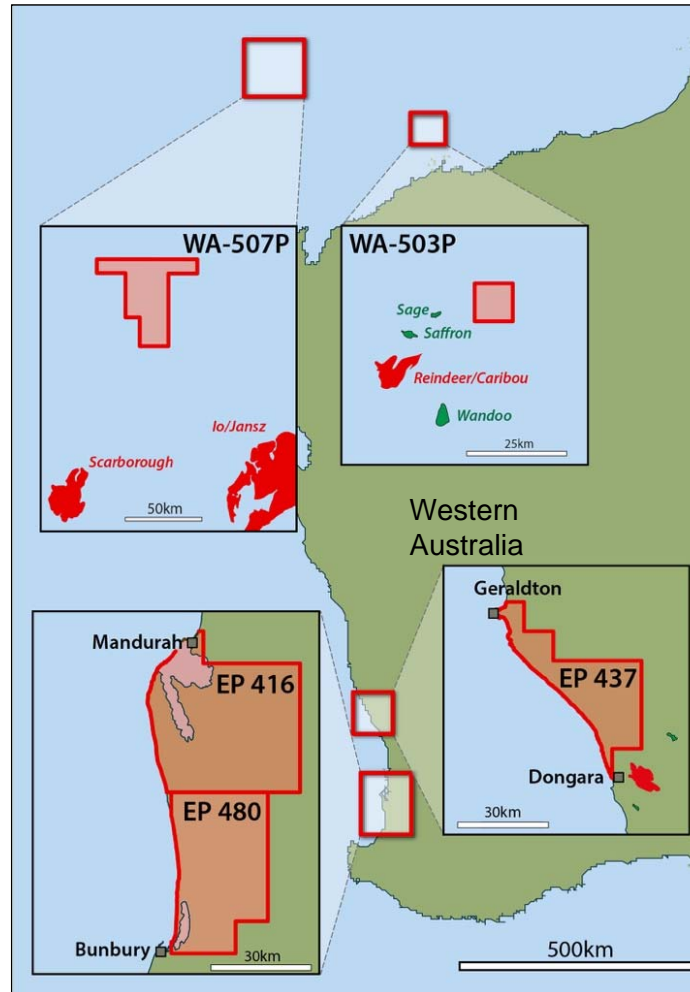 WA-507P
Scarborough
Io/Jansz
50km
WA-503P
Sage
Saffron
Reindeer/Caribou
Wandoo
25km
Western
Australia
Geraldton
EP 437
Dongara
30km
Mandurah
EP 416
EP 480
Bunbury
30km
500km